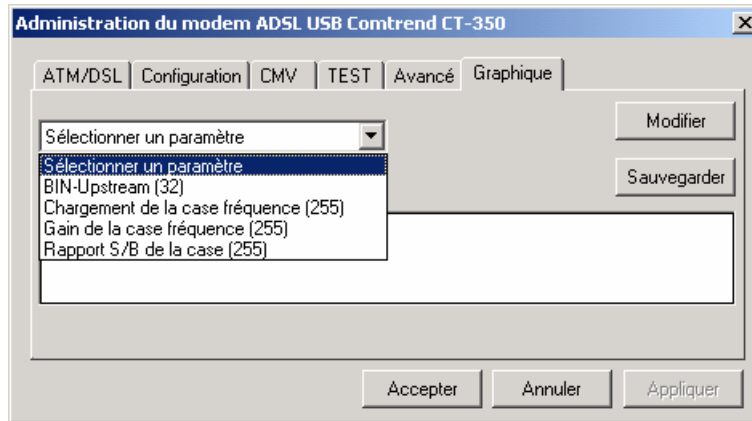 Administration du modem ADSL USB Comtrend CT-350
ATM/DSL Configuration CMV TEST Avancé Graphique
Sélectionner un paramètre
Modifier
Sélectionner un paramètre
BIN-Upstream (32)
Chargement de la case fréquence (255)
Gain de la case fréquence (255)
Rapport S/B de la case (255)
Sauvegarder
Accepter Annuler Appliquer